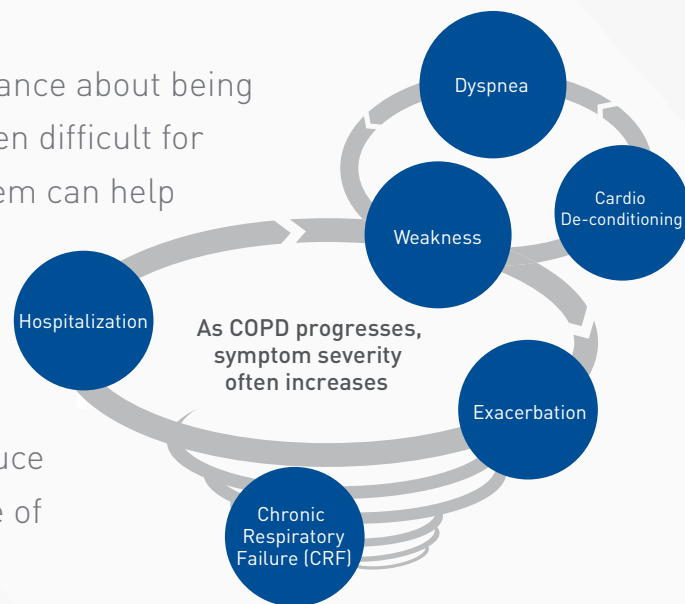 ance about being
en difficult for
em can help
uce
e of
Dyspnea
Cardio
De-conditioning
Weakness
Hospitalization
As COPD progresses,
symptom severity
often increases
Exacerbation
Chronic
Respiratory
Failure (CRF)